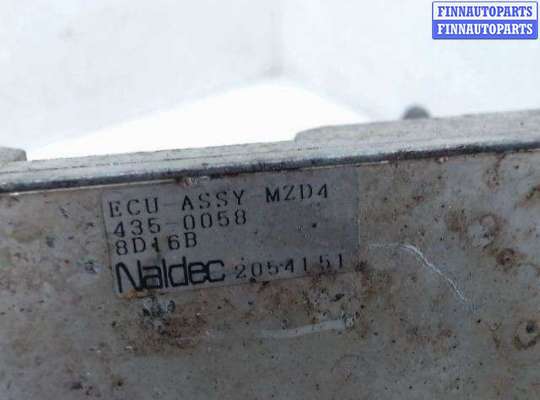 FINNAUTOPARTS
FINNAUTOPARTS
ECU ASSY MZD4
435-0058
8D16B
Naldec 2054151